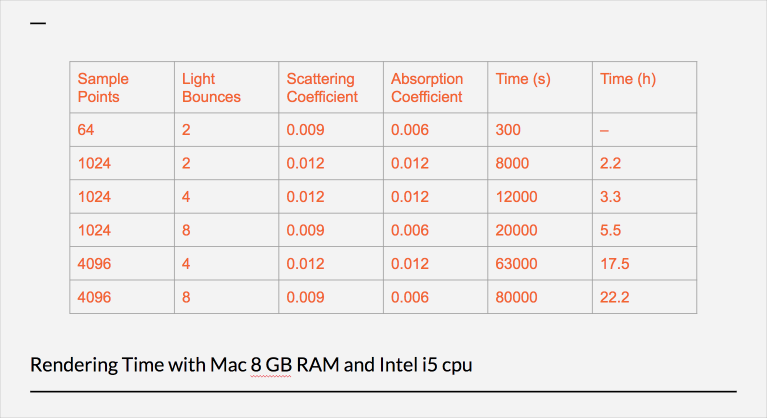 Sample Points | Light Bounces | Scattering Coefficient | Absorption Coefficient | Time (s) | Time (h)
64 | 2 | 0.009 | 0.006 | 300 | –
1024 | 2 | 0.012 | 0.012 | 8000 | 2.2
1024 | 4 | 0.012 | 0.012 | 12000 | 3.3
1024 | 8 | 0.009 | 0.006 | 20000 | 5.5
4096 | 4 | 0.012 | 0.012 | 63000 | 17.5
4096 | 8 | 0.009 | 0.006 | 80000 | 22.2
Rendering Time with Mac 8 GB RAM and Intel i5 cpu